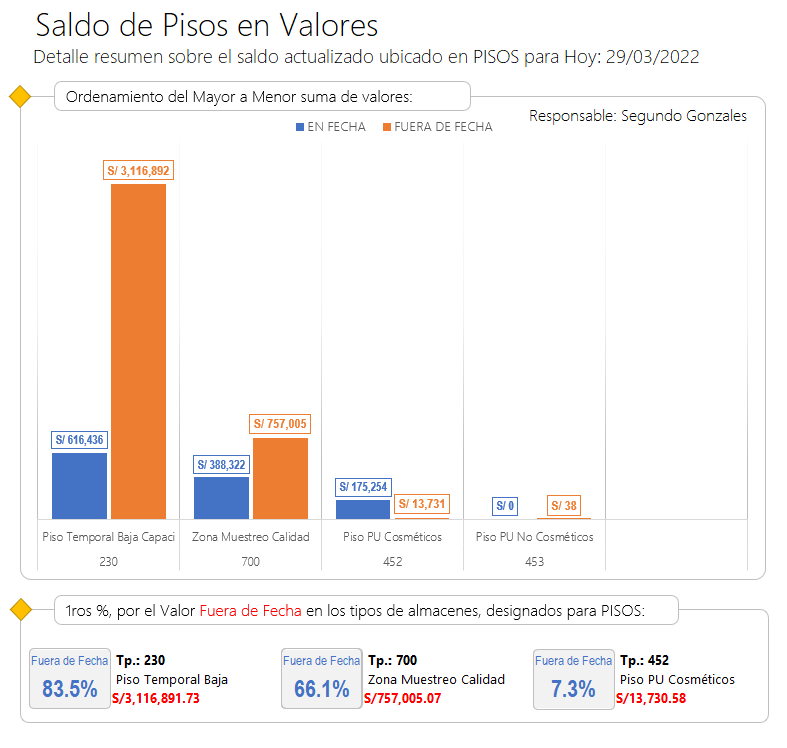 Saldo de Pisos en Valores
Detalle resumen sobre el saldo actualizado ubicado en PISOS para Hoy: 29/03/2022
Ordenamiento del Mayor a Menor suma de valores:
Responsable: Segundo Gonzales
EN FECHA FUERA DE FECHA
S/ 3,116,892
S/ 757,005
S/ 616,436
S/ 388,322
S/ 175,254
S/ 13,731
S/ 0
S/ 38
Piso Temporal Baja Capaci Zona Muestreo Calidad Piso PU Cosméticos Piso PU No Cosméticos
230 700 452 453
1ros %, por el Valor Fuera de Fecha en los tipos de almacenes, designados para PISOS:
Fuera de Fecha
83.5%
Tp.: 230
Piso Temporal Baja
S/3,116,891.73
Fuera de Fecha
66.1%
Tp.: 700
Zona Muestreo Calidad
S/757,005.07
Fuera de Fecha
7.3%
Tp.: 452
Piso PU Cosméticos
S/13,730.58